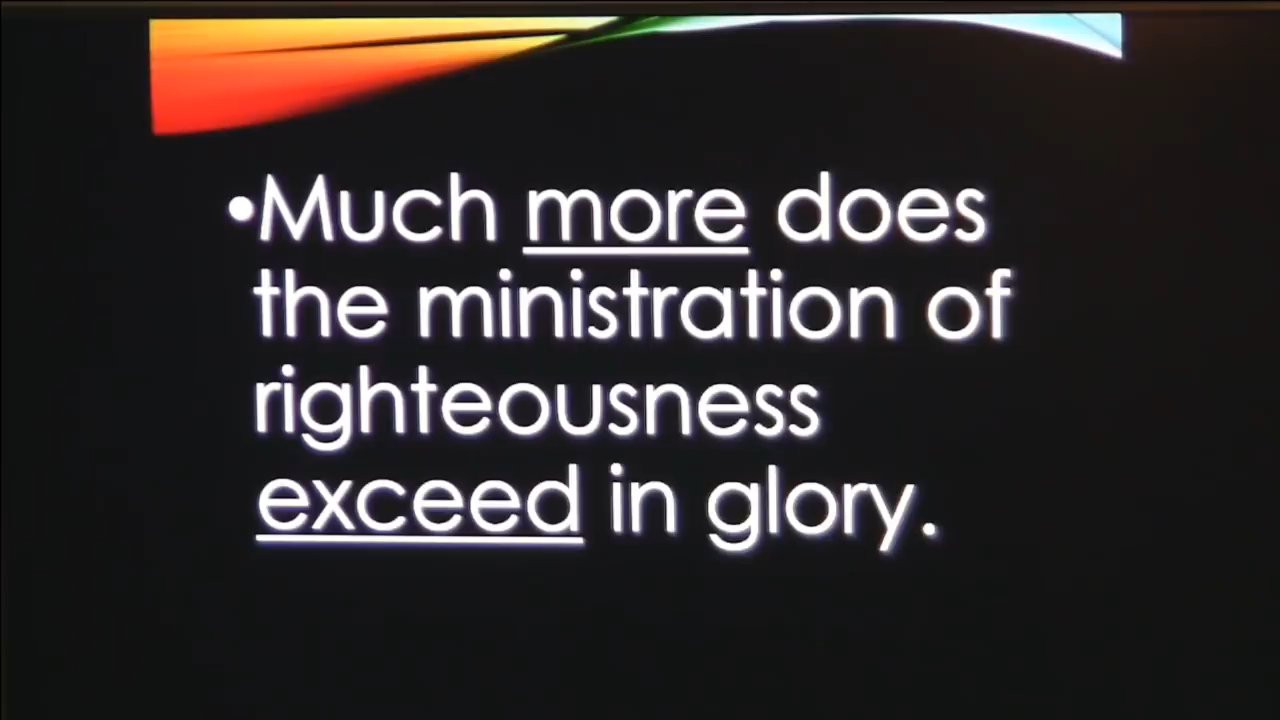 •Much more does
the ministration of
righteousness
exceed in glory.